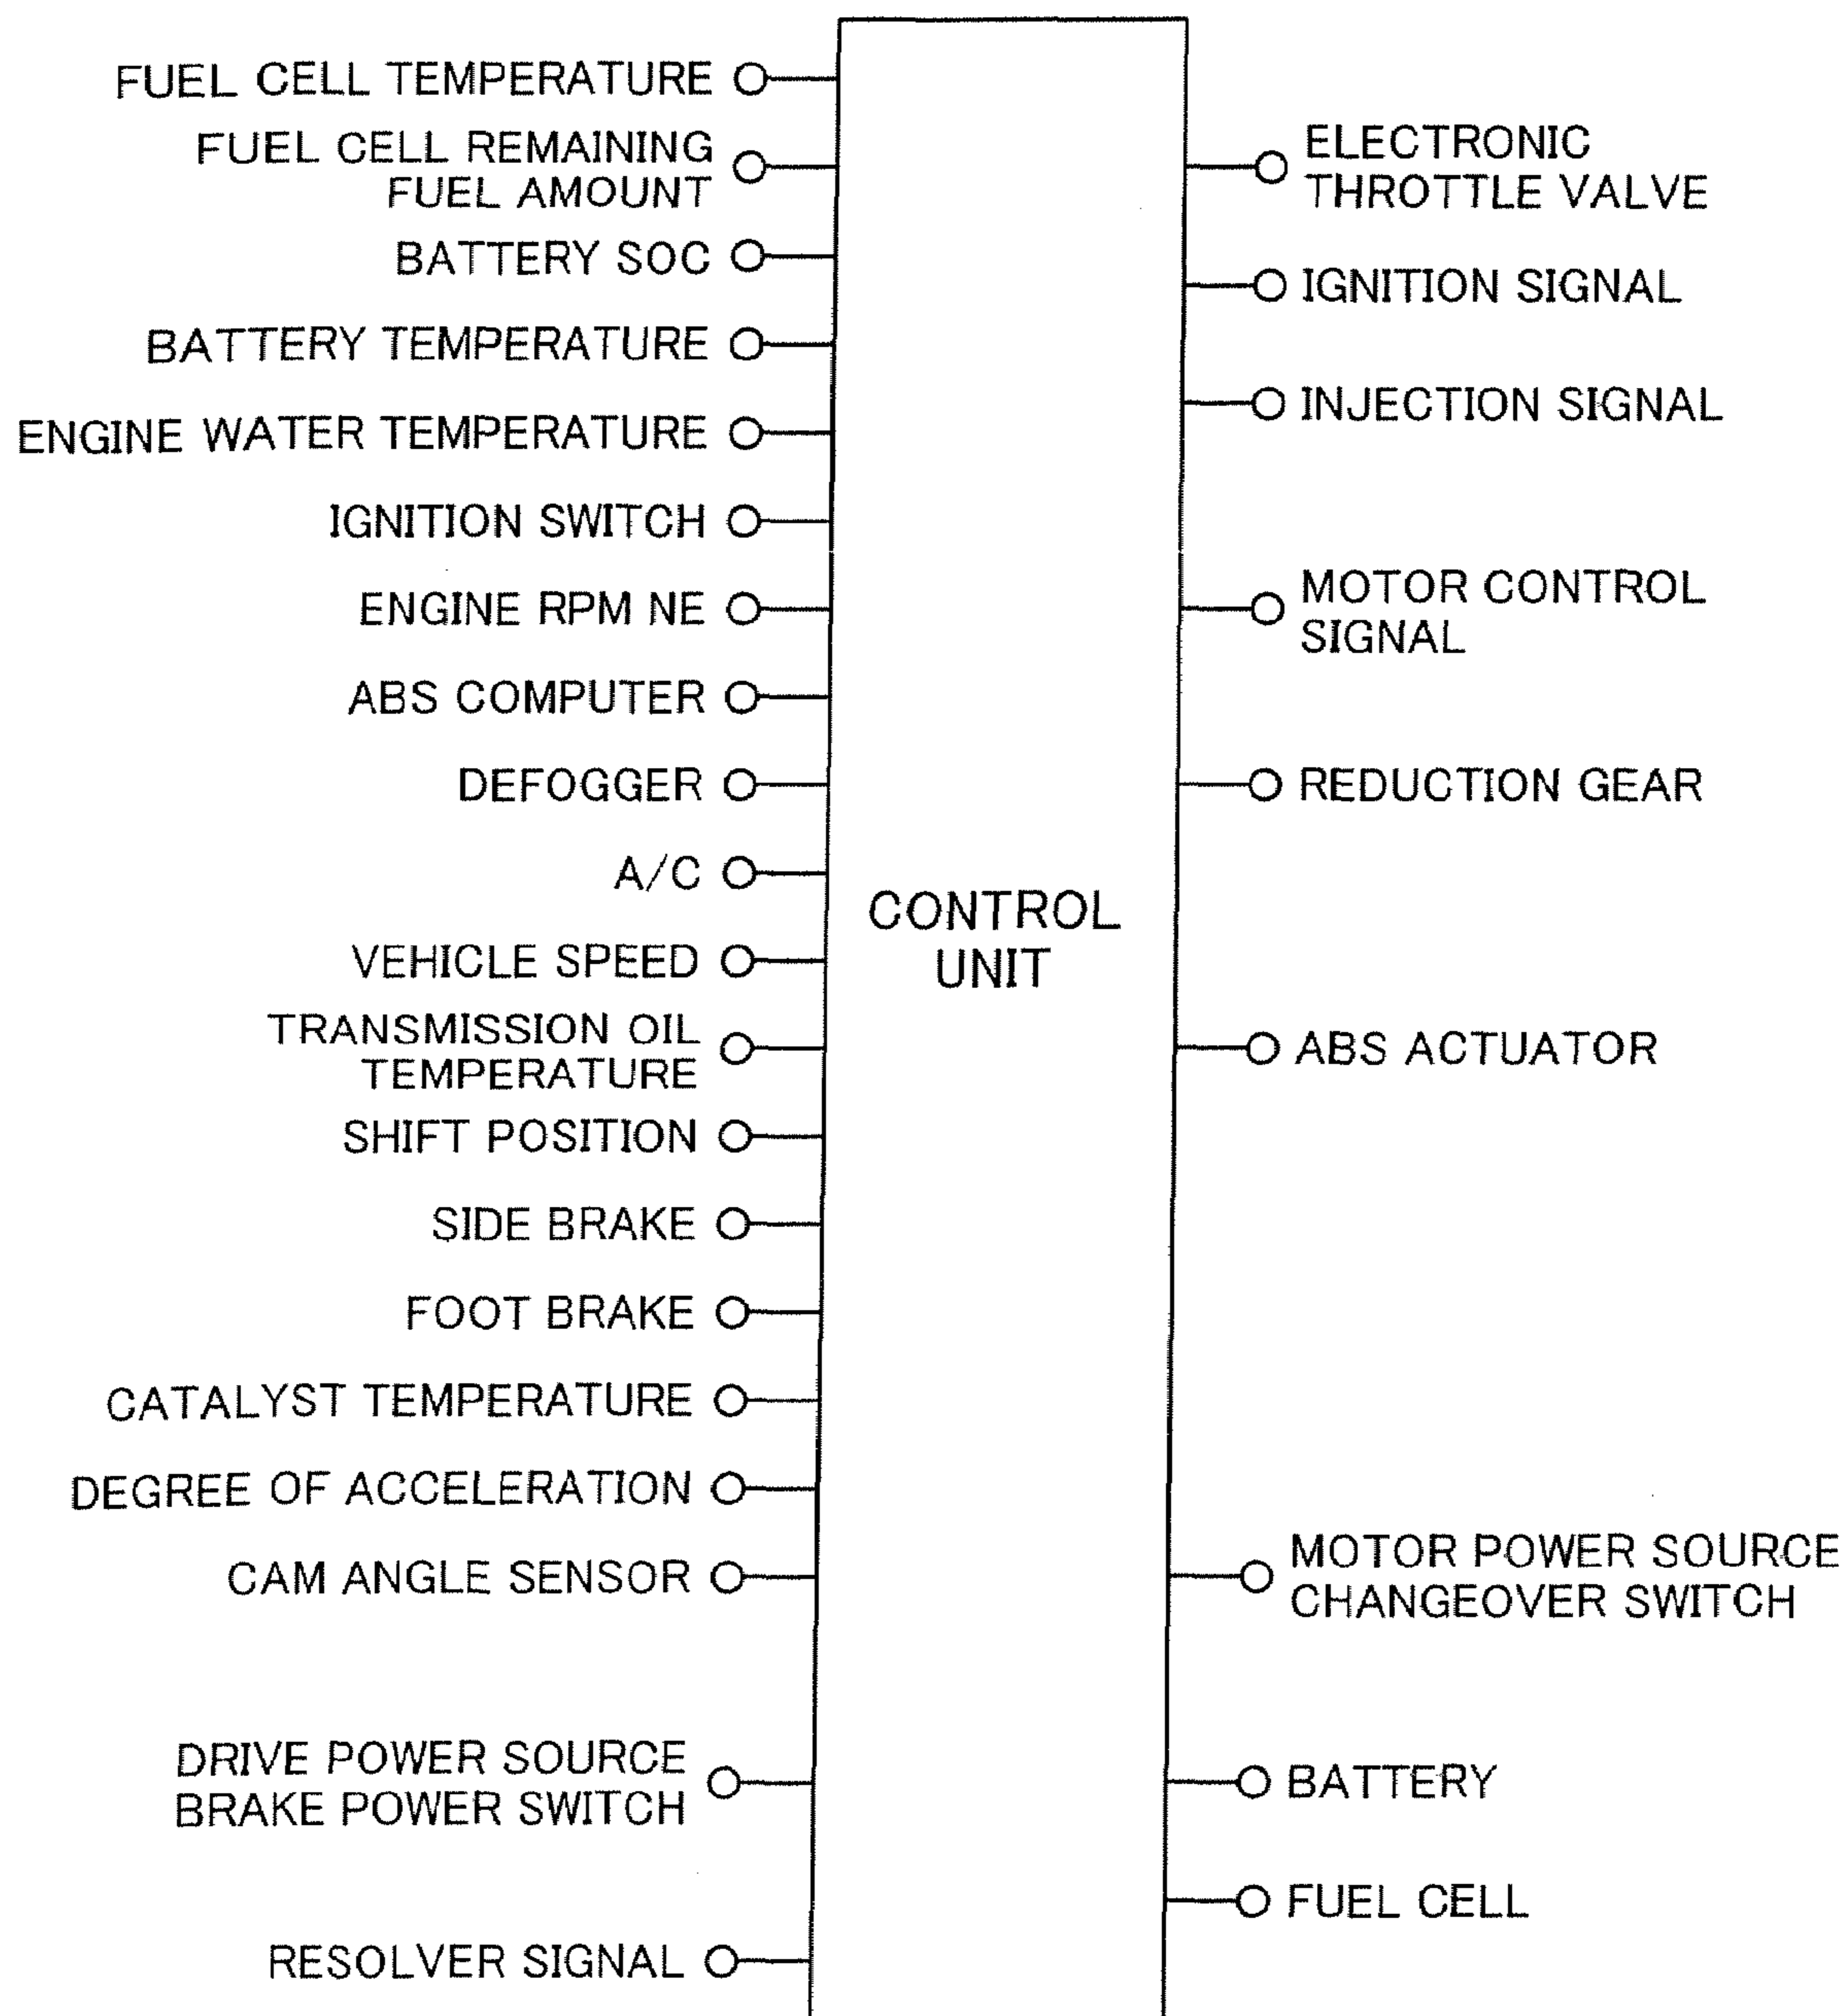 FUEL CELL TEMPERATURE
FUEL CELL REMAINING
FUEL AMOUNT
BATTERY SOC
BATTERY TEMPERATURE
ENGINE WATER TEMPERATURE
IGNITION SWITCH
ENGINE RPM NE
ABS COMPUTER
DEFOGGER
A/C
VEHICLE SPEED
TRANSMISSION OIL
TEMPERATURE
SHIFT POSITION
SIDE BRAKE
FOOT BRAKE
CATALYST TEMPERATURE
DEGREE OF ACCELERATION
CAM ANGLE SENSOR
DRIVE POWER SOURCE
BRAKE POWER SWITCH
RESOLVER SIGNAL
CONTROL
UNIT
ELECTRONIC
THROTTLE VALVE
IGNITION SIGNAL
INJECTION SIGNAL
MOTOR CONTROL
SIGNAL
REDUCTION GEAR
ABS ACTUATOR
MOTOR POWER SOURCE
CHANGEOVER SWITCH
BATTERY
FUEL CELL